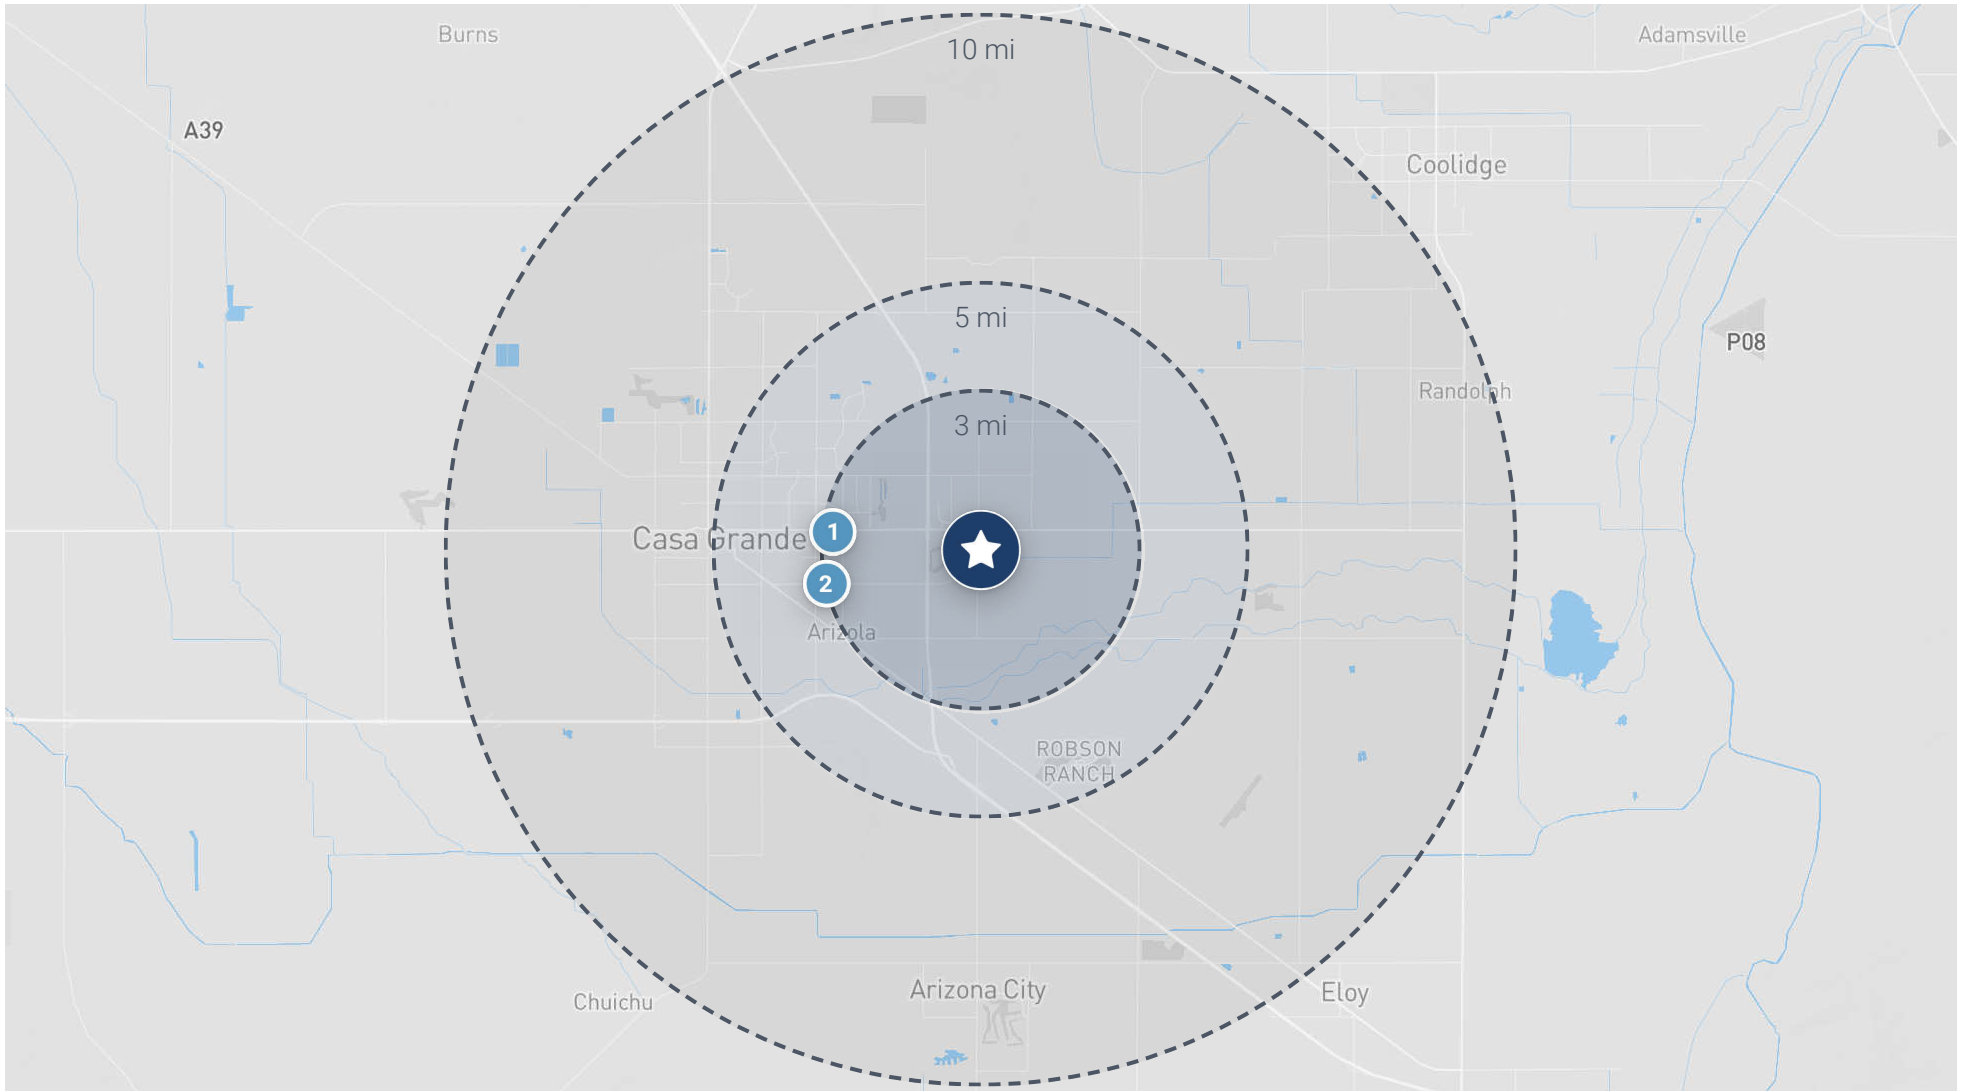 Burns
10 mi
Adamsville
A39
Coolidge
5 mi
P08
Randolph
3 mi
Casa Grande
1
2
Arizola
ROBSON
RANCH
Arizona City
Eloy
Chuichu